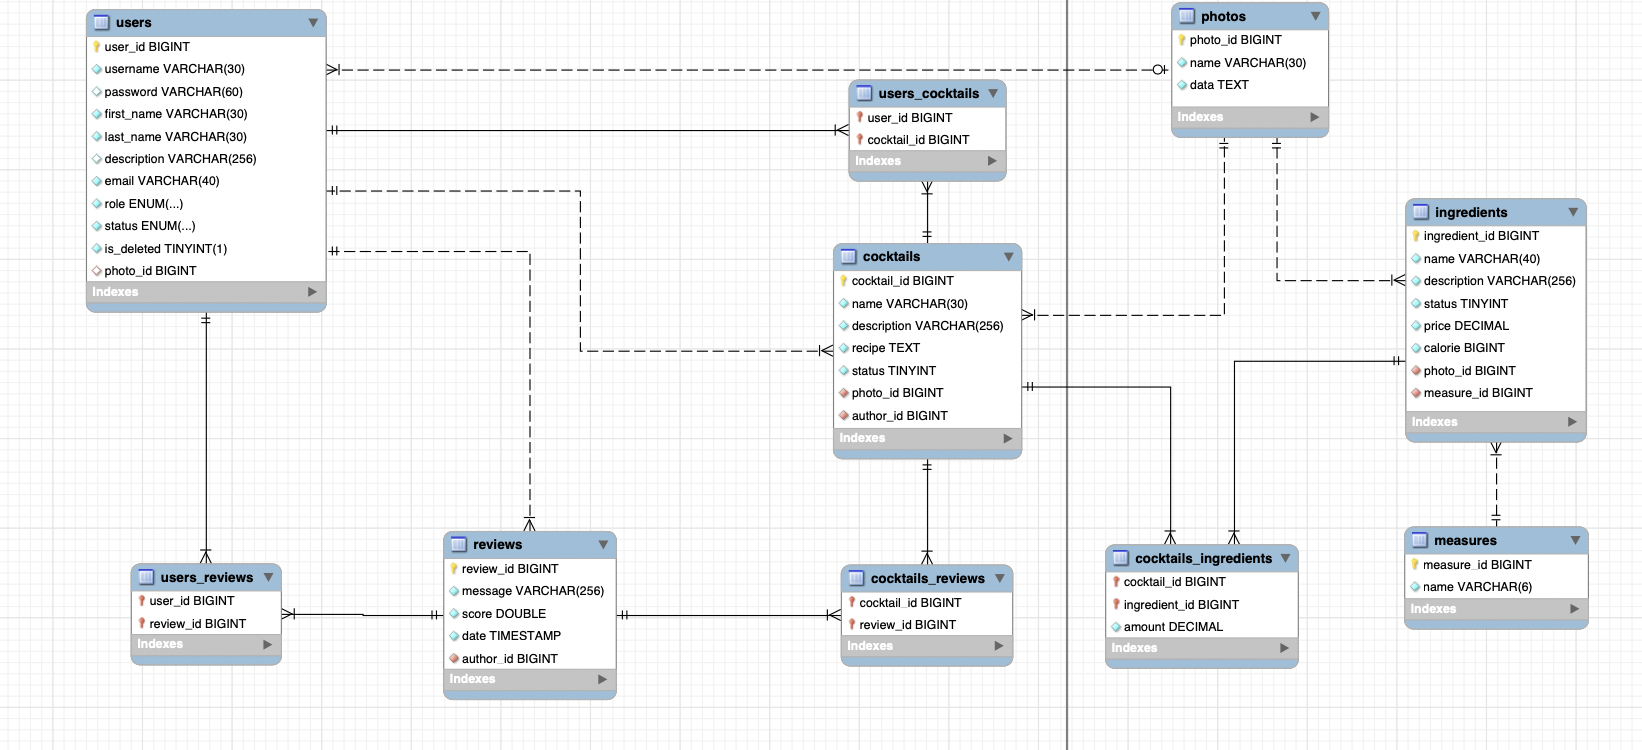 users
user_id BIGINT
username VARCHAR(30)
password VARCHAR(60)
first_name VARCHAR(30)
last_name VARCHAR(30)
description VARCHAR(256)
email VARCHAR(40)
role ENUM(...)
status ENUM(...)
is_deleted TINYINT(1)
photo_id BIGINT
Indexes
photos
photo_id BIGINT
name VARCHAR(30)
data TEXT
Indexes
users_cocktails
user_id BIGINT
cocktail_id BIGINT
Indexes
cocktails
cocktail_id BIGINT
name VARCHAR(30)
description VARCHAR(256)
recipe TEXT
status TINYINT
photo_id BIGINT
author_id BIGINT
Indexes
ingredients
ingredient_id BIGINT
name VARCHAR(40)
description VARCHAR(256)
status TINYINT
price DECIMAL
calorie BIGINT
photo_id BIGINT
measure_id BIGINT
Indexes
users_reviews
user_id BIGINT
review_id BIGINT
Indexes
reviews
review_id BIGINT
message VARCHAR(256)
score DOUBLE
date TIMESTAMP
author_id BIGINT
Indexes
cocktails_reviews
cocktail_id BIGINT
review_id BIGINT
Indexes
cocktails_ingredients
cocktail_id BIGINT
ingredient_id BIGINT
amount DECIMAL
Indexes
measures
measure_id BIGINT
name VARCHAR(6)
Indexes